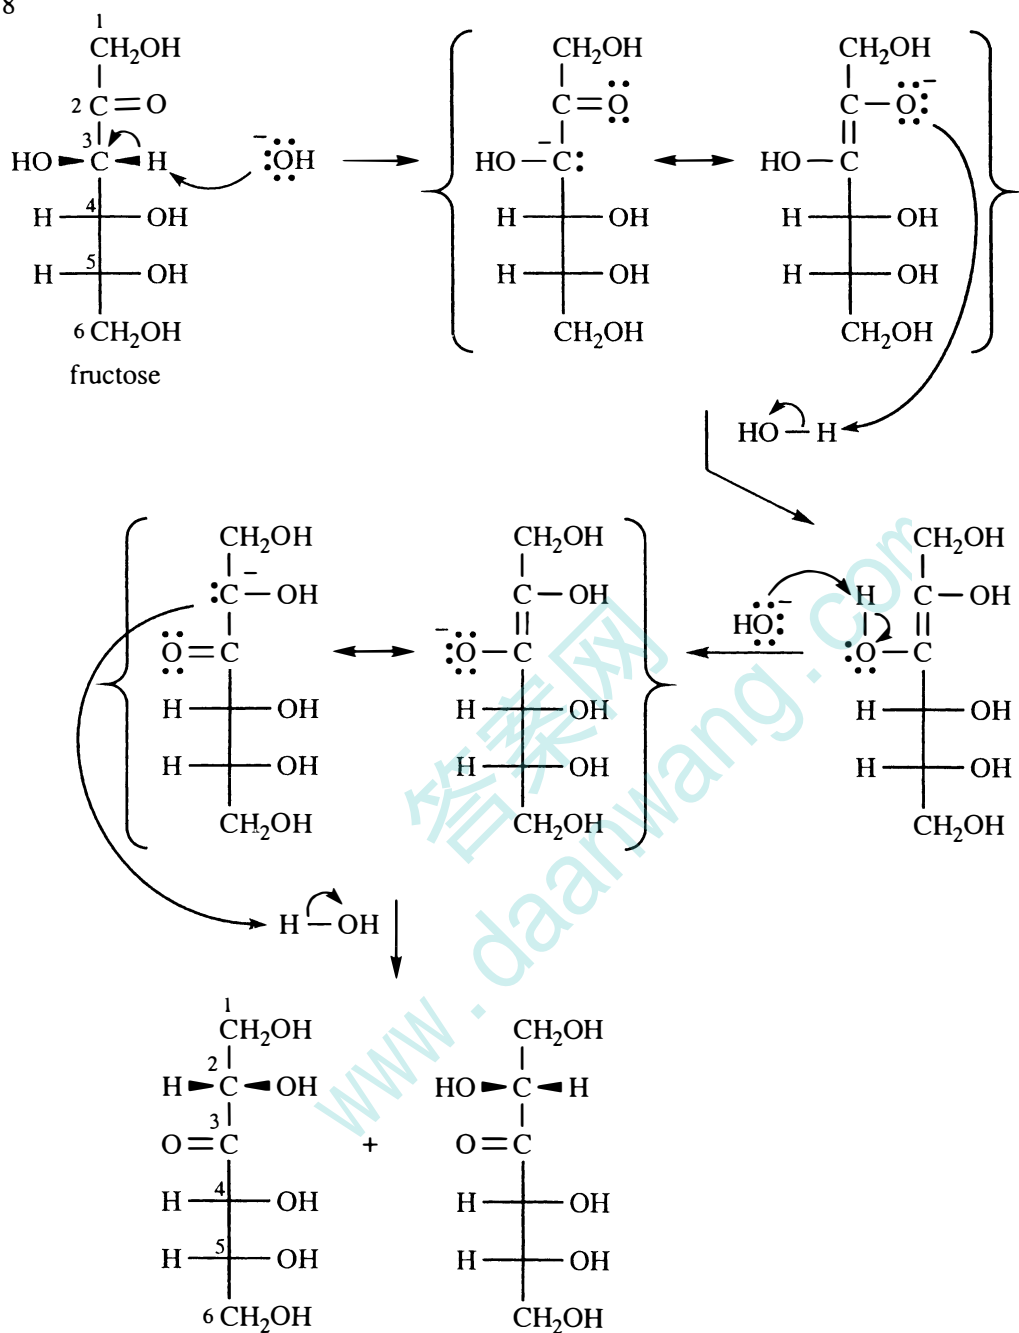 8
1
CH₂OH CH₂OH CH₂OH
2 C=O C=O C–O⁻
3
HO C H ⁻OH HO–C⁻ HO–C
H 4 OH H OH H OH
H 5 OH H OH H OH
6 CH₂OH CH₂OH CH₂OH
fructose
HO–H
CH₂OH CH₂OH CH₂OH
C⁻–OH C–OH HO⁻ H C–OH
O=C ⁻O–C O–C
H OH H OH H OH
H OH H OH H OH
CH₂OH CH₂OH CH₂OH
H–OH
1
CH₂OH CH₂OH
2
H C OH HO C H
3
O=C + O=C
H 4 OH H OH
H 5 OH H OH
6 CH₂OH CH₂OH
答案网
www.daanwang.com